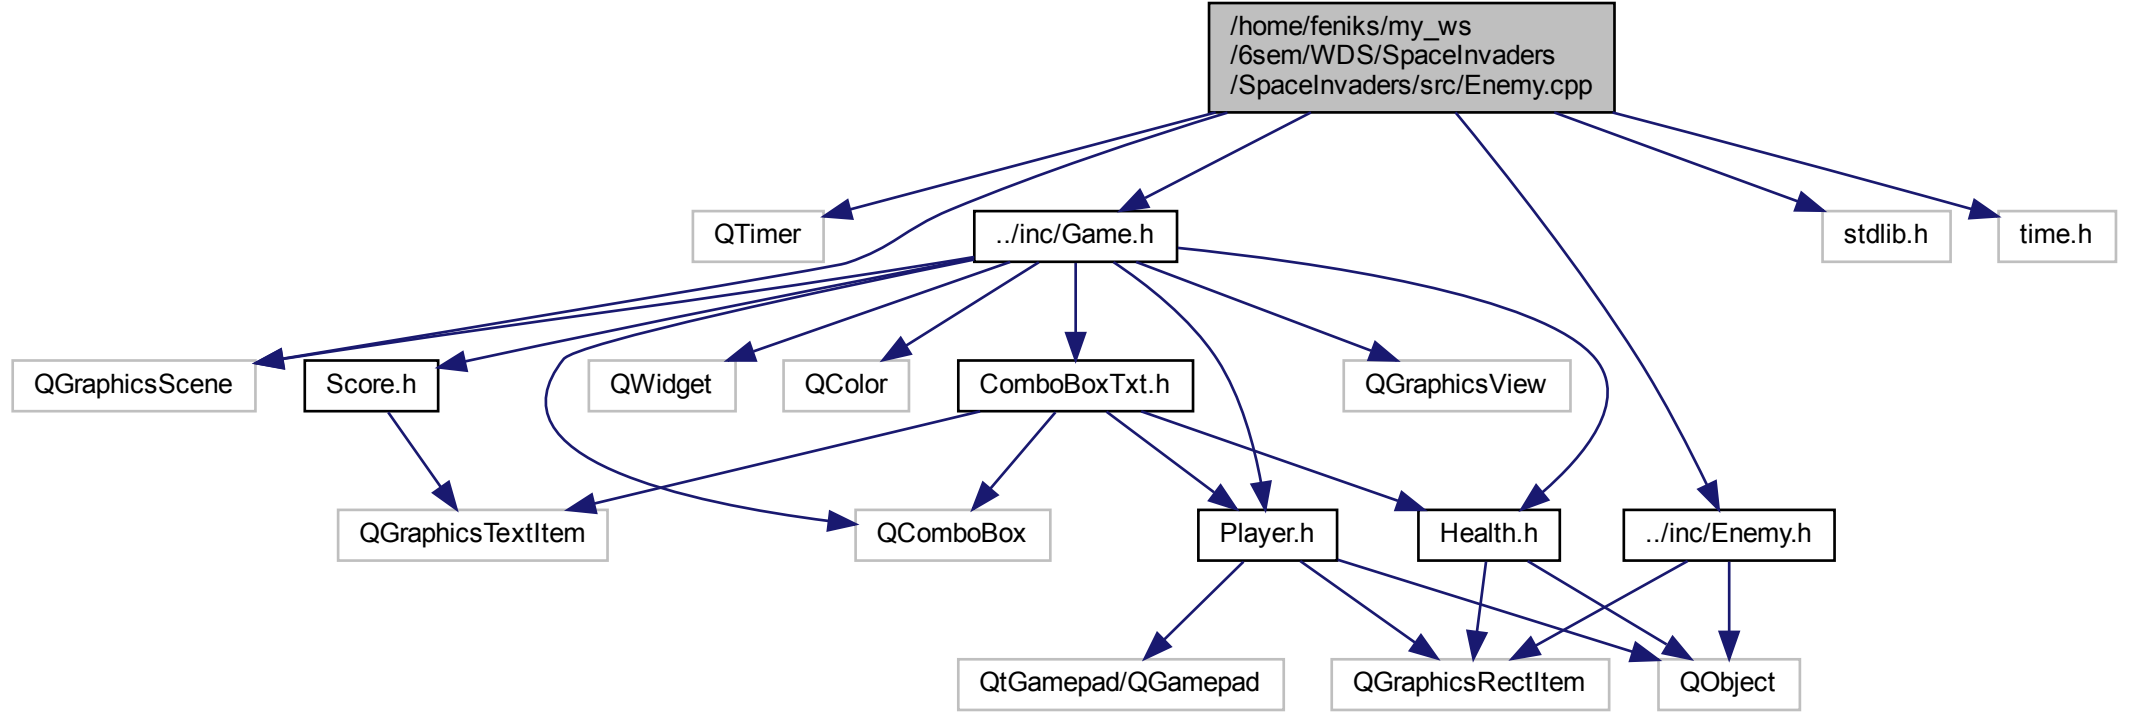 /home/feniks/my_ws
/6sem/WDS/SpaceInvaders
/SpaceInvaders/src/Enemy.cpp
QTimer
../inc/Game.h
stdlib.h
time.h
QGraphicsScene
Score.h
QWidget
QColor
ComboBoxTxt.h
QGraphicsView
QGraphicsTextItem
QComboBox
Player.h
Health.h
../inc/Enemy.h
QtGamepad/QGamepad
QGraphicsRectItem
QObject